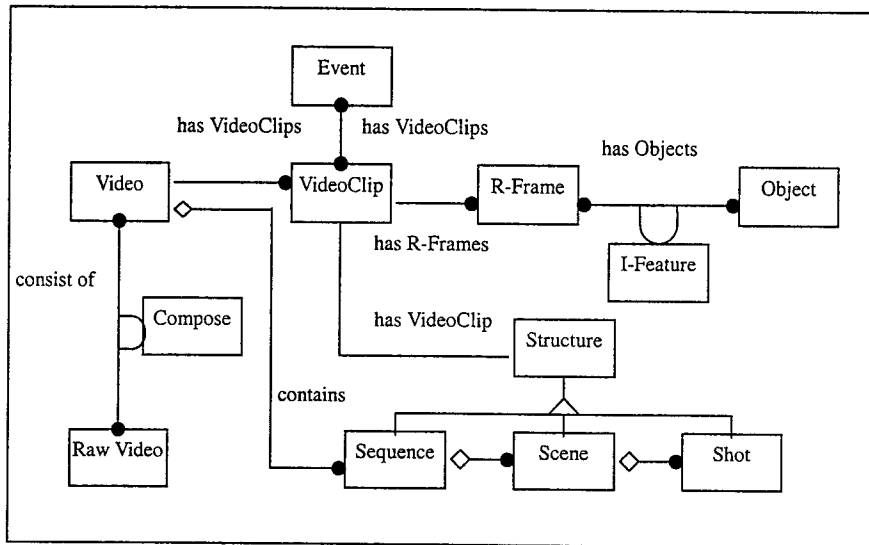 Event
has VideoClips
has VideoClips
has Objects
Video
VideoClip
R-Frame
Object
has R-Frames
I-Feature
consist of
Compose
has VideoClip
Structure
contains
Raw Video
Sequence
Scene
Shot